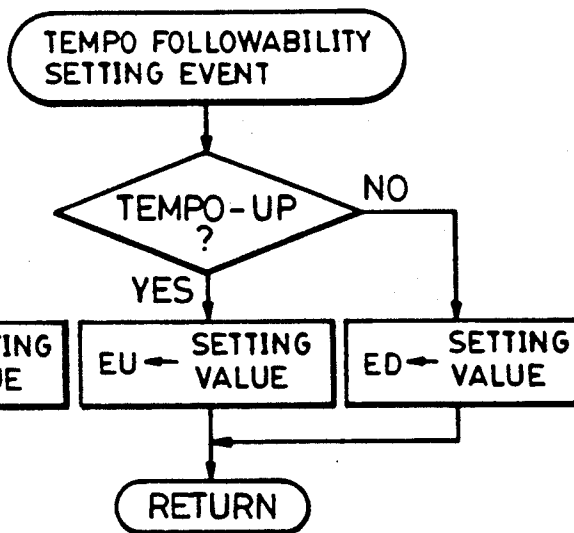 TEMPO FOLLOWABILITY
SETTING EVENT
TEMPO-UP
?
NO
YES
EU ← SETTING
VALUE
ED ← SETTING
VALUE
RETURN